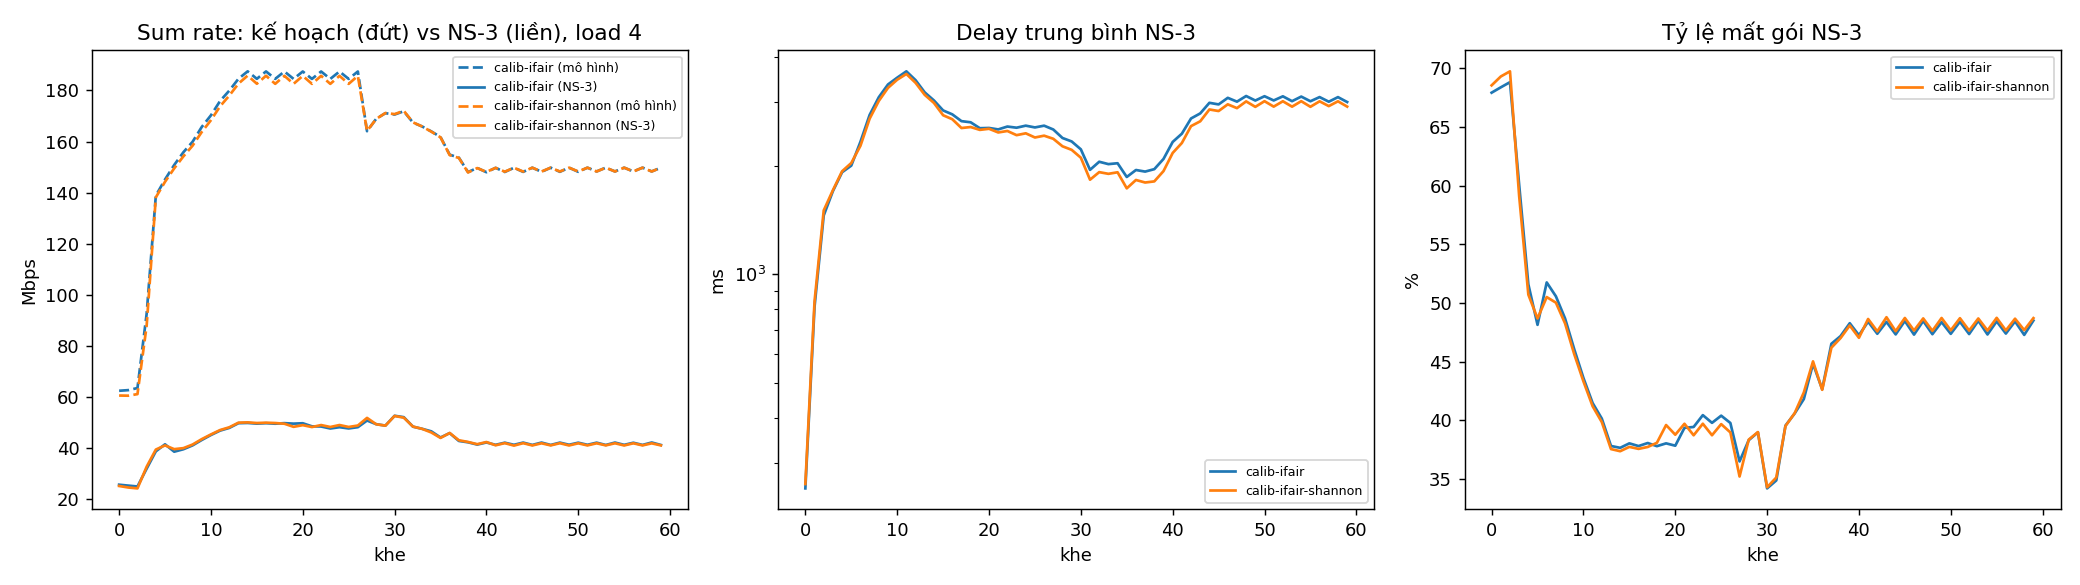 Sum rate: kế hoạch (đứt) vs NS-3 (liền), load 4
Mbps
180
160
140
120
100
80
60
40
20
calib-ifair (mô hình)
calib-ifair (NS-3)
calib-ifair-shannon (mô hình)
calib-ifair-shannon (NS-3)
0 10 20 30 40 50 60
khe
Delay trung bình NS-3
ms
10³
calib-ifair
calib-ifair-shannon
0 10 20 30 40 50 60
khe
Tỷ lệ mất gói NS-3
%
70
65
60
55
50
45
40
35
calib-ifair
calib-ifair-shannon
0 10 20 30 40 50 60
khe